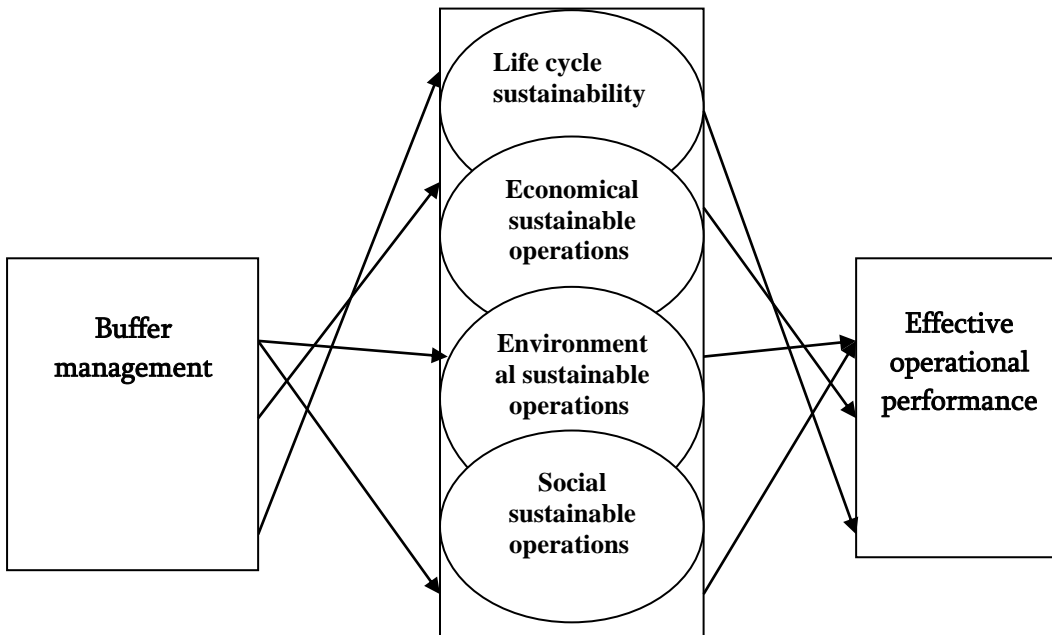 Life cycle
sustainability
Economical
sustainable
operations
Buffer
management
Environment
al sustainable
operations
Effective
operational
performance
Social
sustainable
operations